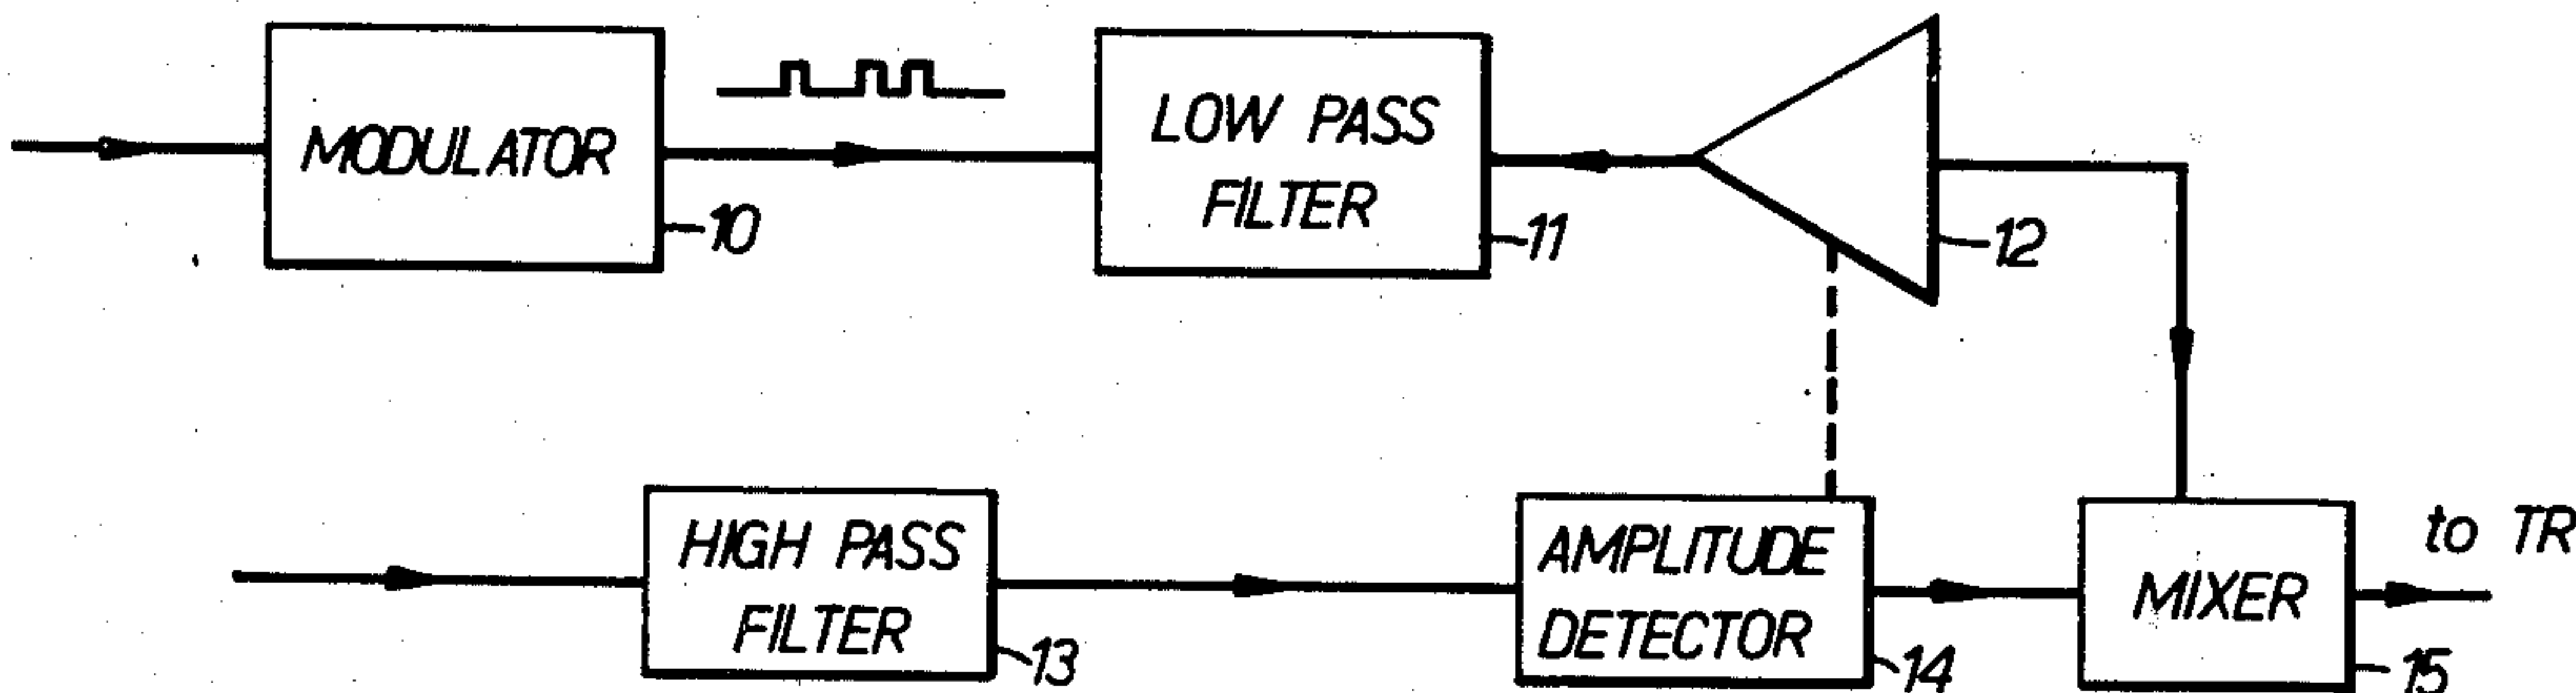 MODULATOR
10
LOW PASS
FILTER
11
12
HIGH PASS
FILTER
13
AMPLITUDE
DETECTOR
14
MIXER
15
to TR